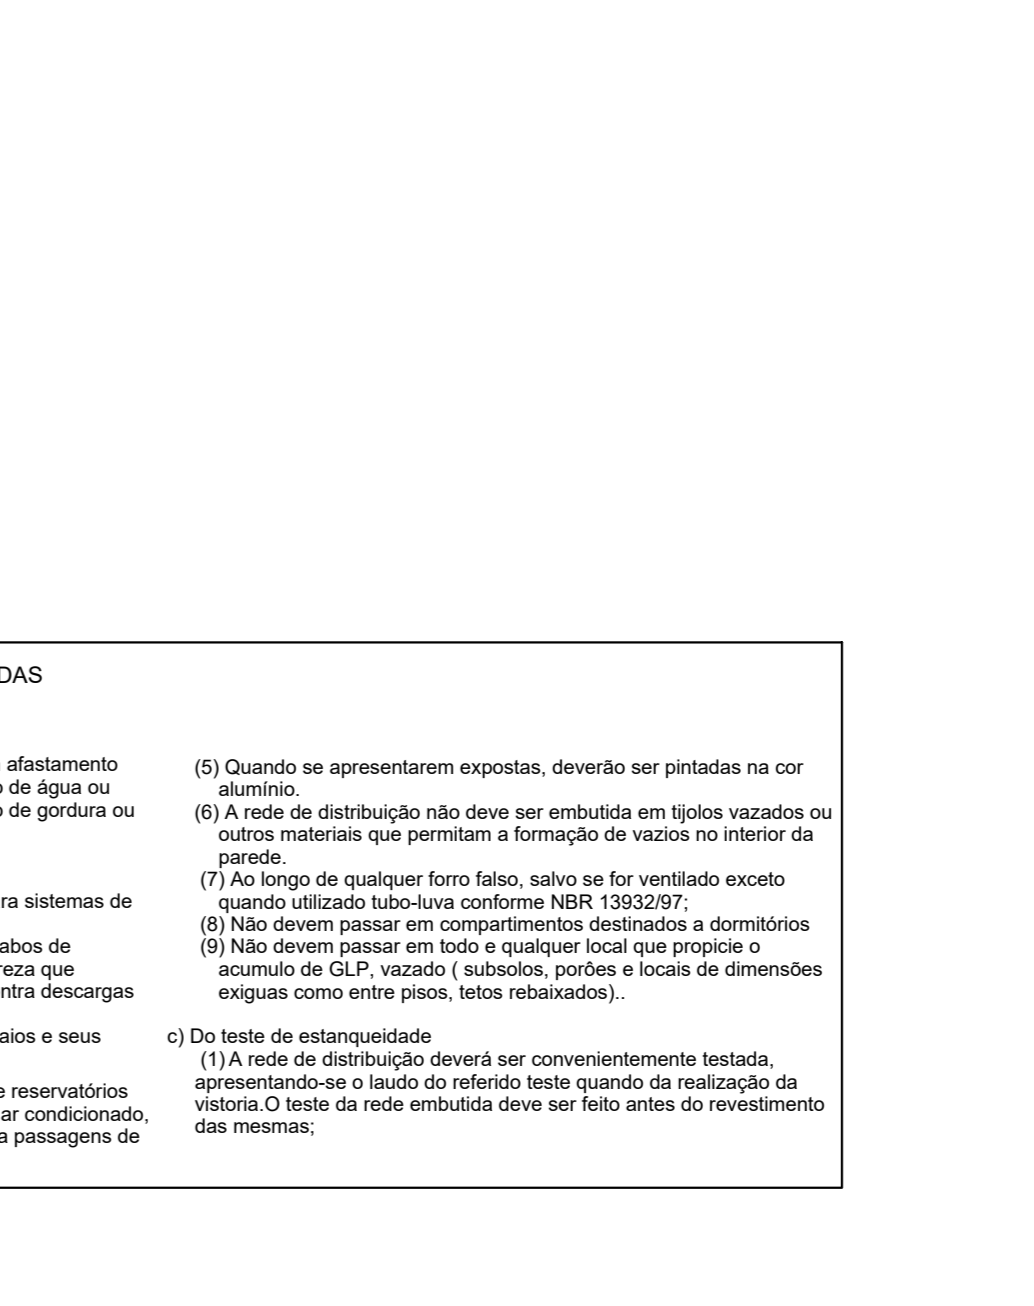 DAS
afastamento
de água ou
de gordura ou
sistemas de
de
que
descargas
e seus
reservatórios
ar condicionado,
a passagens de
(5) Quando se apresentarem expostas, deverão ser pintadas na cor
alumínio.
(6) A rede de distribuição não deve ser embutida em tijolos vazados ou
outros materiais que permitam a formação de vazios no interior da
parede.
(7) Ao longo de qualquer forro falso, salvo se for ventilado exceto
quando utilizado tubo-luva conforme NBR 13932/97;
(8) Não devem passar em compartimentos destinados a dormitórios
(9) Não devem passar em todo e qualquer local que propicie o
acumulo de GLP, vazado ( subsolos, porôes e locais de dimensões
exiguas como entre pisos, tetos rebaixados)..
c) Do teste de estanqueidade
(1) A rede de distribuição deverá ser convenientemente testada,
apresentando-se o laudo do referido teste quando da realização da
vistoria.O teste da rede embutida deve ser feito antes do revestimento
das mesmas;